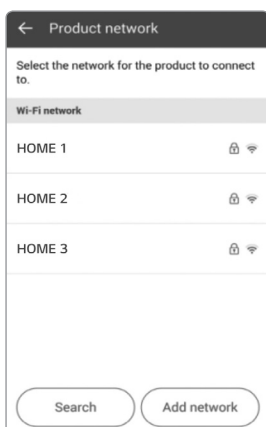 Product network
Select the network for the product to connect
to.
Wi-Fi network
HOME 1
HOME 2
HOME 3
Search
Add network